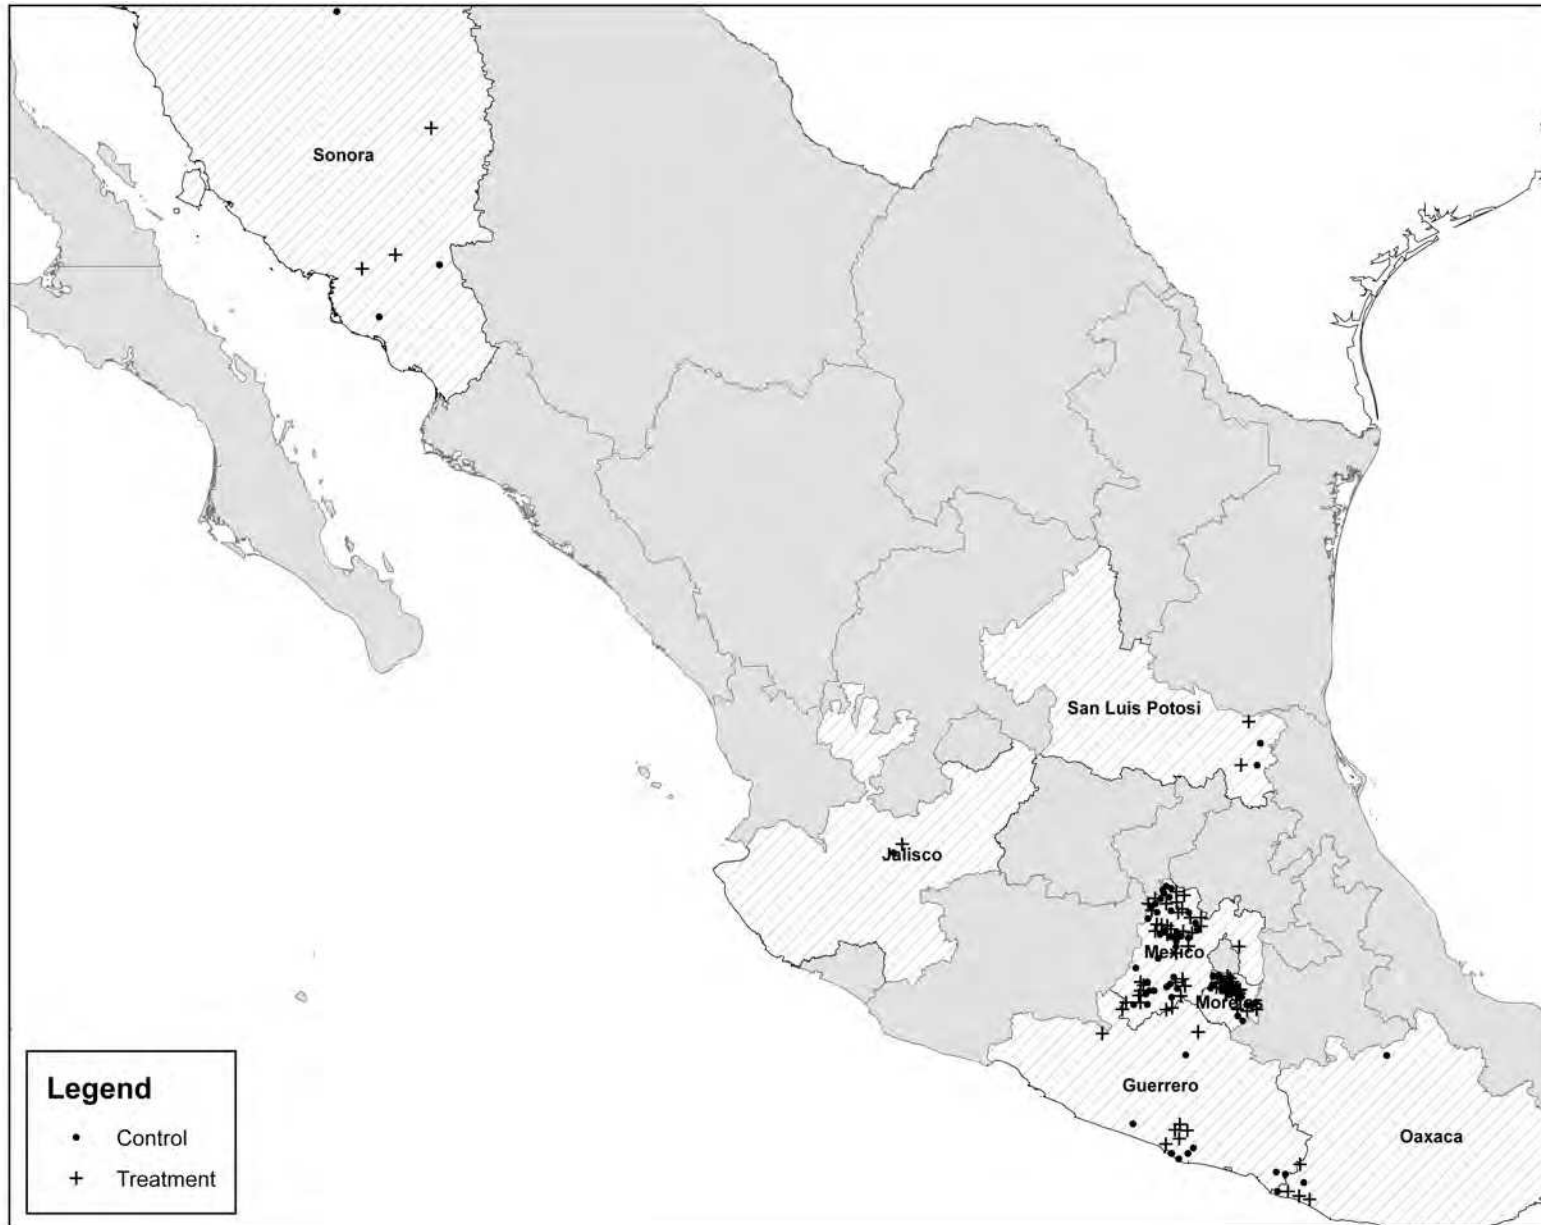 Sonora
San Luis Potosi
Jalisco
Mexico
Morelos
Guerrero
Oaxaca
Legend
Control
Treatment